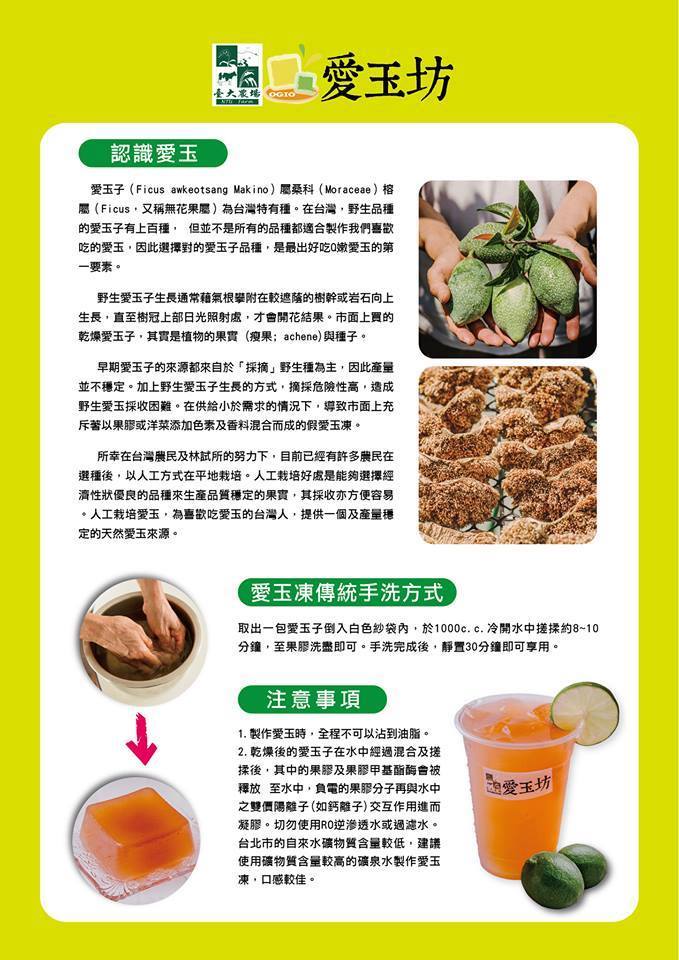 臺大農場
NTU Farm
OGIO
愛玉坊
認識愛玉
愛玉子（Ficus awkeotsang Makino）屬桑科（Moraceae）榕
屬（Ficus，又稱無花果屬）為台灣特有種。在台灣，野生品種
的愛玉子有上百種， 但並不是所有的品種都適合製作我們喜歡
吃的愛玉，因此選擇對的愛玉子品種，是最出好吃Q嫩愛玉的第
一要素。
野生愛玉子生長通常藉氣根攀附在較遮蔭的樹幹或岩石向上
生長，直至樹冠上部日光照射處，才會開花結果。市面上買的
乾燥愛玉子，其實是植物的果實（瘦果; achene)與種子。
早期愛玉子的來源都來自於「採摘」野生種為主，因此產量
並不穩定。加上野生愛玉子生長的方式，摘採危險性高，造成
野生愛玉採收困難。在供給小於需求的情況下，導致市面上充
斥著以果膠或洋菜添加色素及香料混合而成的假愛玉凍。
所幸在台灣農民及林試所的努力下，目前已經有許多農民在
選種後，以人工方式在平地栽培。人工栽培好處是能夠選擇經
濟性狀優良的品種來生產品質穩定的果實，其採收亦方便容易
。人工栽培愛玉，為喜歡吃愛玉的台灣人，提供一個及產量穩
定的天然愛玉來源。
愛玉凍傳統手洗方式
取出一包愛玉子倒入白色紗袋內，於1000c.c.冷開水中搓揉約8~10
分鐘，至果膠洗盡即可。手洗完成後，靜置30分鐘即可享用。
注意事項
1.製作愛玉時，全程不可以沾到油脂。
2.乾燥後的愛玉子在水中經過混合及搓
揉後，其中的果膠及果膠甲基酯酶會被
釋放 至水中，負電的果膠分子再與水中
之雙價陽離子(如鈣離子)交互作用進而
凝膠。切勿使用RO逆滲透水或過濾水。
台北市的自來水礦物質含量較低，建議
使用礦物質含量較高的礦泉水製作愛玉
凍，口感較佳。
愛玉坊